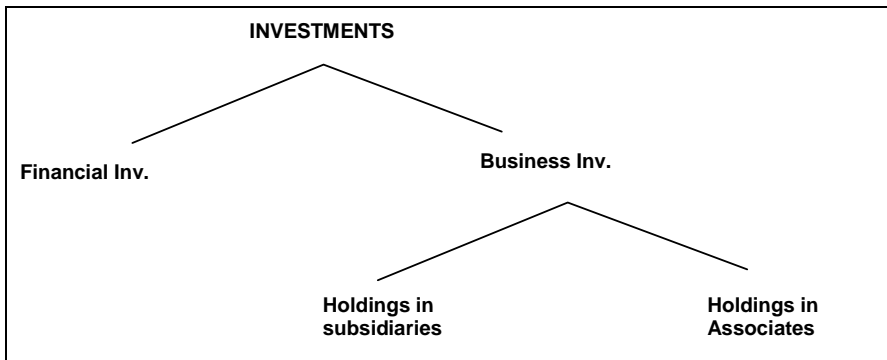 INVESTMENTS
Financial Inv.
Business Inv.
Holdings in
subsidiaries
Holdings in
Associates